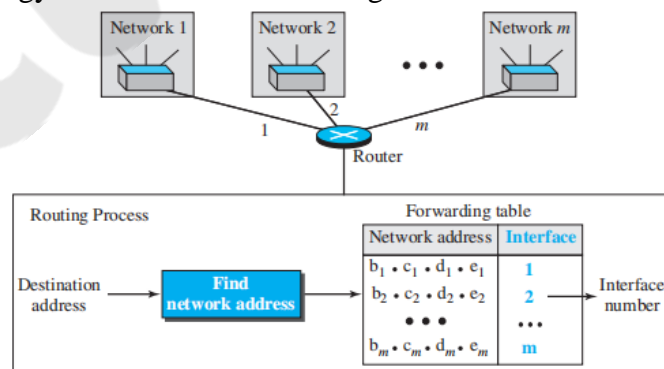 gy
Network 1
Network 2
• • •
Network m
1
2
m
Router
Routing Process
Forwarding table
Network address Interface
Destination address
Find network address
b₁ • c₁ • d₁ • e₁ 1
b₂ • c₂ • d₂ • e₂ 2
• • • • • •
bₘ • cₘ • dₘ • eₘ m
Interface number